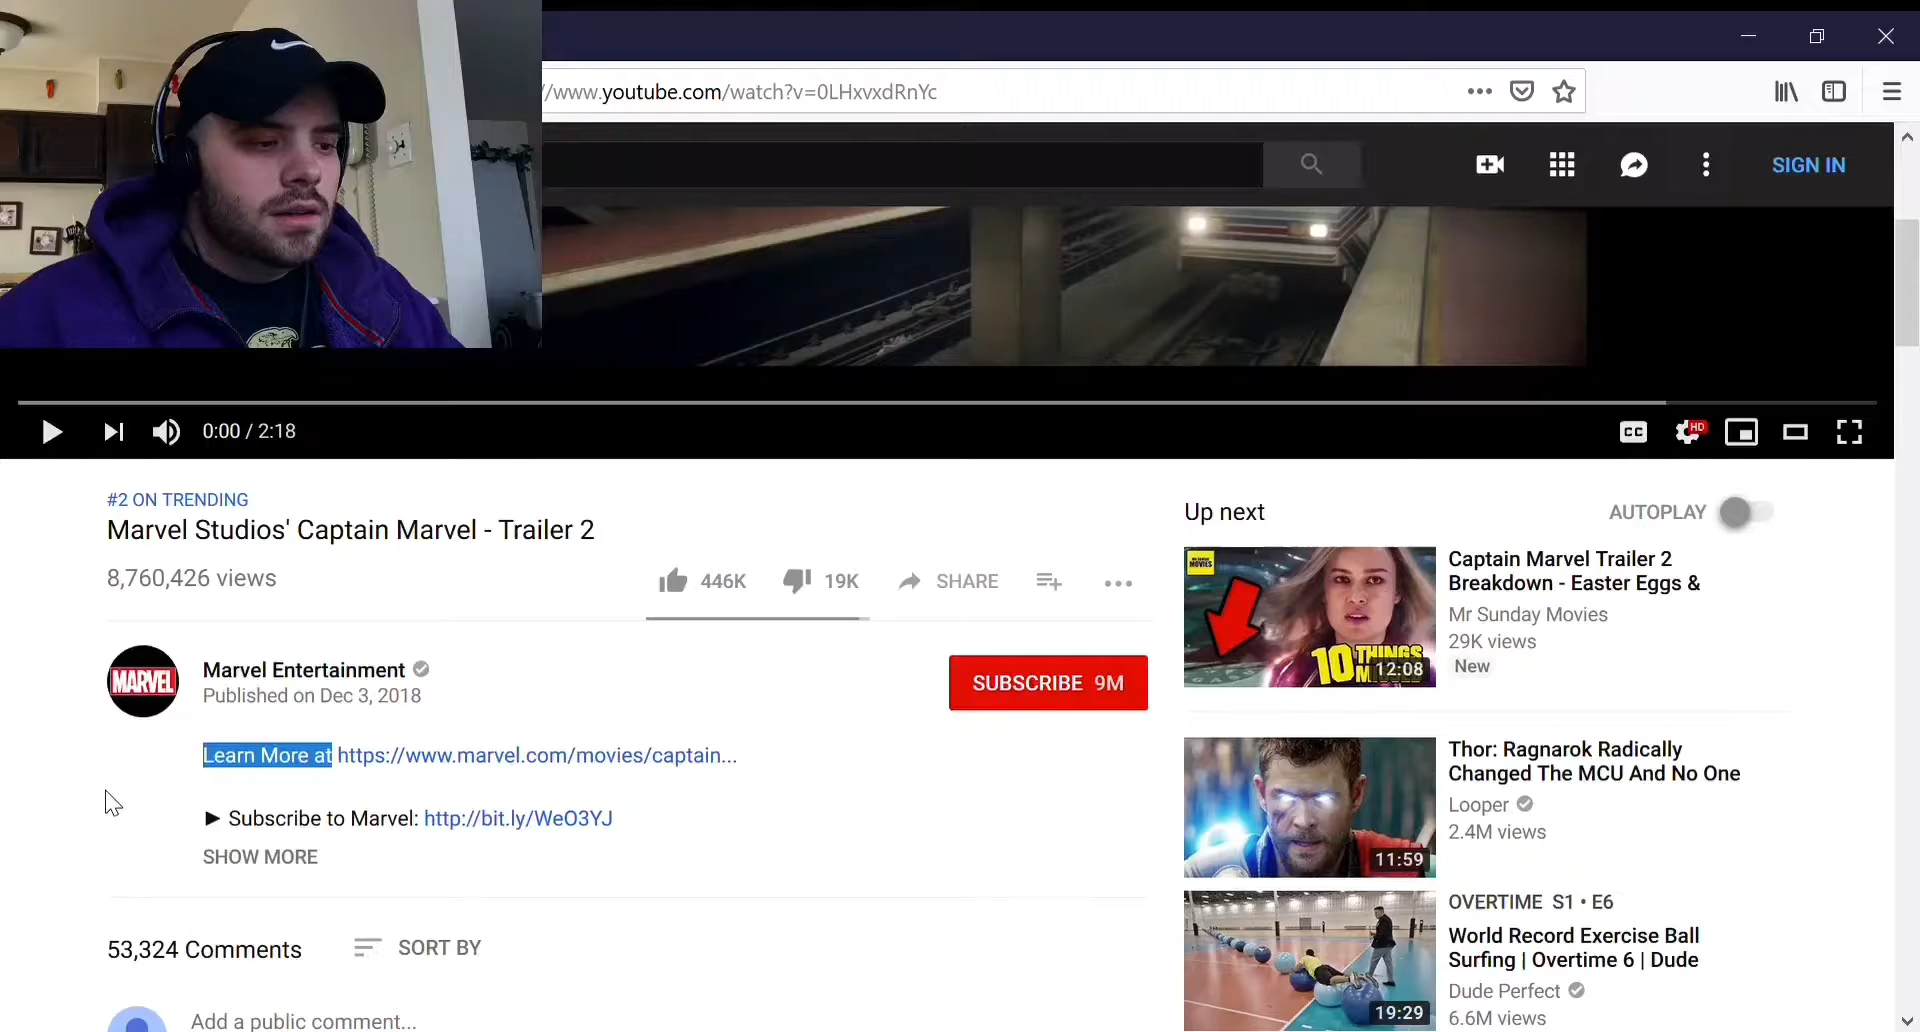 //www.youtube.com/watch?v=0LHxvxdRnYc
SIGN IN
0:00 / 2:18
CC
HD
#2 ON TRENDING
Marvel Studios' Captain Marvel - Trailer 2
8,760,426 views
446K
19K
SHARE
MARVEL
Marvel Entertainment
Published on Dec 3, 2018
SUBSCRIBE 9M
Learn More at https://www.marvel.com/movies/captain...
► Subscribe to Marvel: http://bit.ly/WeO3YJ
SHOW MORE
53,324 Comments
SORT BY
Add a public comment...
Up next
AUTOPLAY
MOVIES
10 THINGS
12:08
Captain Marvel Trailer 2
Breakdown - Easter Eggs &
Mr Sunday Movies
29K views
New
11:59
Thor: Ragnarok Radically
Changed The MCU And No One
Looper
2.4M views
19:29
OVERTIME S1 • E6
World Record Exercise Ball
Surfing | Overtime 6 | Dude
Dude Perfect
6.6M views